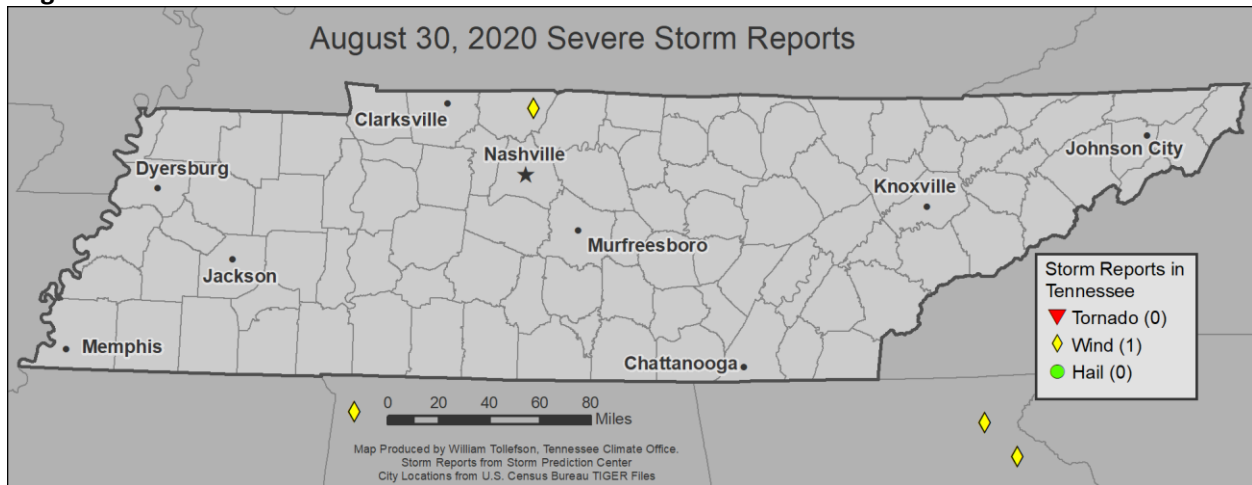 August 30, 2020 Severe Storm Reports
Clarksville
Nashville
Dyersburg
Johnson City
Knoxville
Murfreesboro
Jackson
Memphis
Chattanooga
Storm Reports in
Tennessee
Tornado (0)
Wind (1)
Hail (0)
0 20 40 60 80
Miles
Map Produced by William Tollefson, Tennessee Climate Office.
Storm Reports from Storm Prediction Center
City Locations from U.S. Census Bureau TIGER Files